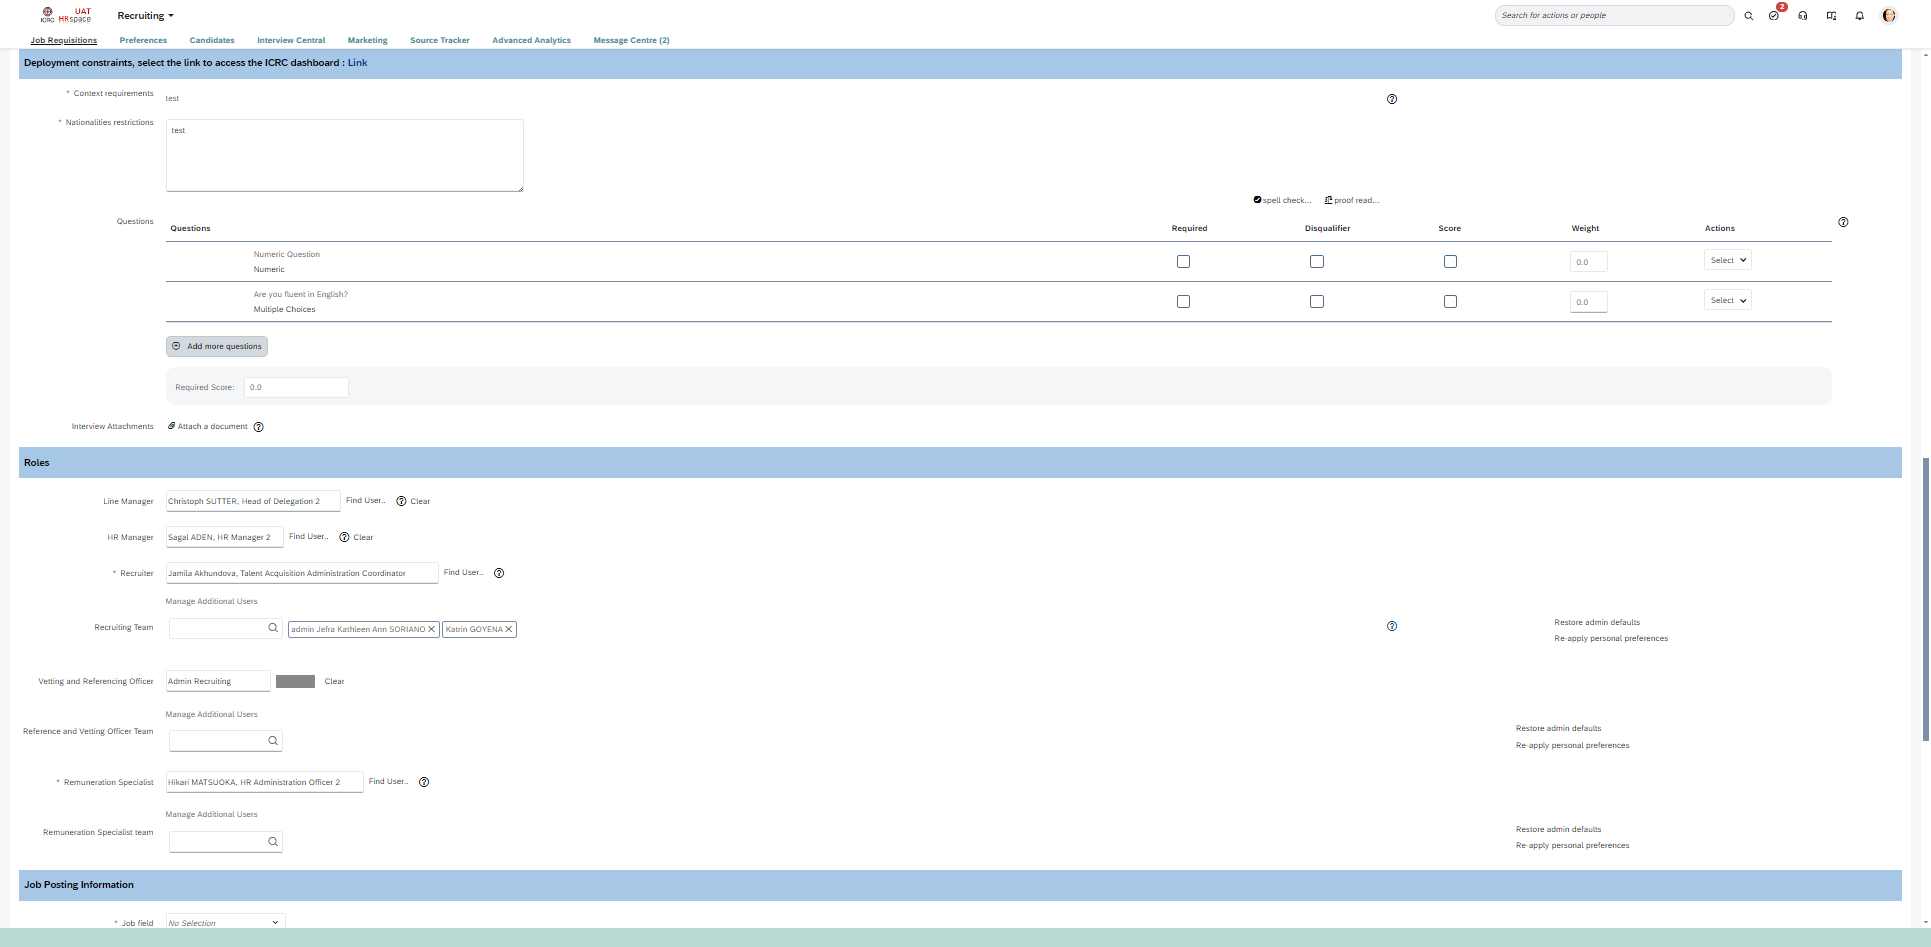 ICRC UAT HRspace Recruiting Search for actions or people 2
Job Requisitions Preferences Candidates Interview Central Marketing Source Tracker Advanced Analytics Message Centre (2)
Deployment constraints, select the link to access the ICRC dashboard : Link
* Context requirements test
* Nationalities restrictions test
spell check... proof read...
Questions
Questions Required Disqualifier Score Weight Actions
Numeric Question
Numeric 0.0 Select
Are you fluent in English?
Multiple Choices 0.0 Select
Add more questions
Required Score: 0.0
Interview Attachments Attach a document
Roles
Line Manager Christoph SUTTER, Head of Delegation 2 Find User.. Clear
HR Manager Sagal ADEN, HR Manager 2 Find User.. Clear
* Recruiter Jamila Akhundova, Talent Acquisition Administration Coordinator Find User..
Manage Additional Users
Recruiting Team admin Jefra Kathleen Ann SORIANO Katrin GOYENA Restore admin defaults
Re-apply personal preferences
Vetting and Referencing Officer Admin Recruiting Clear
Manage Additional Users
Reference and Vetting Officer Team Restore admin defaults
Re-apply personal preferences
* Remuneration Specialist Hikari MATSUOKA, HR Administration Officer 2 Find User..
Manage Additional Users
Remuneration Specialist team Restore admin defaults
Re-apply personal preferences
Job Posting Information
* Job field No Selection